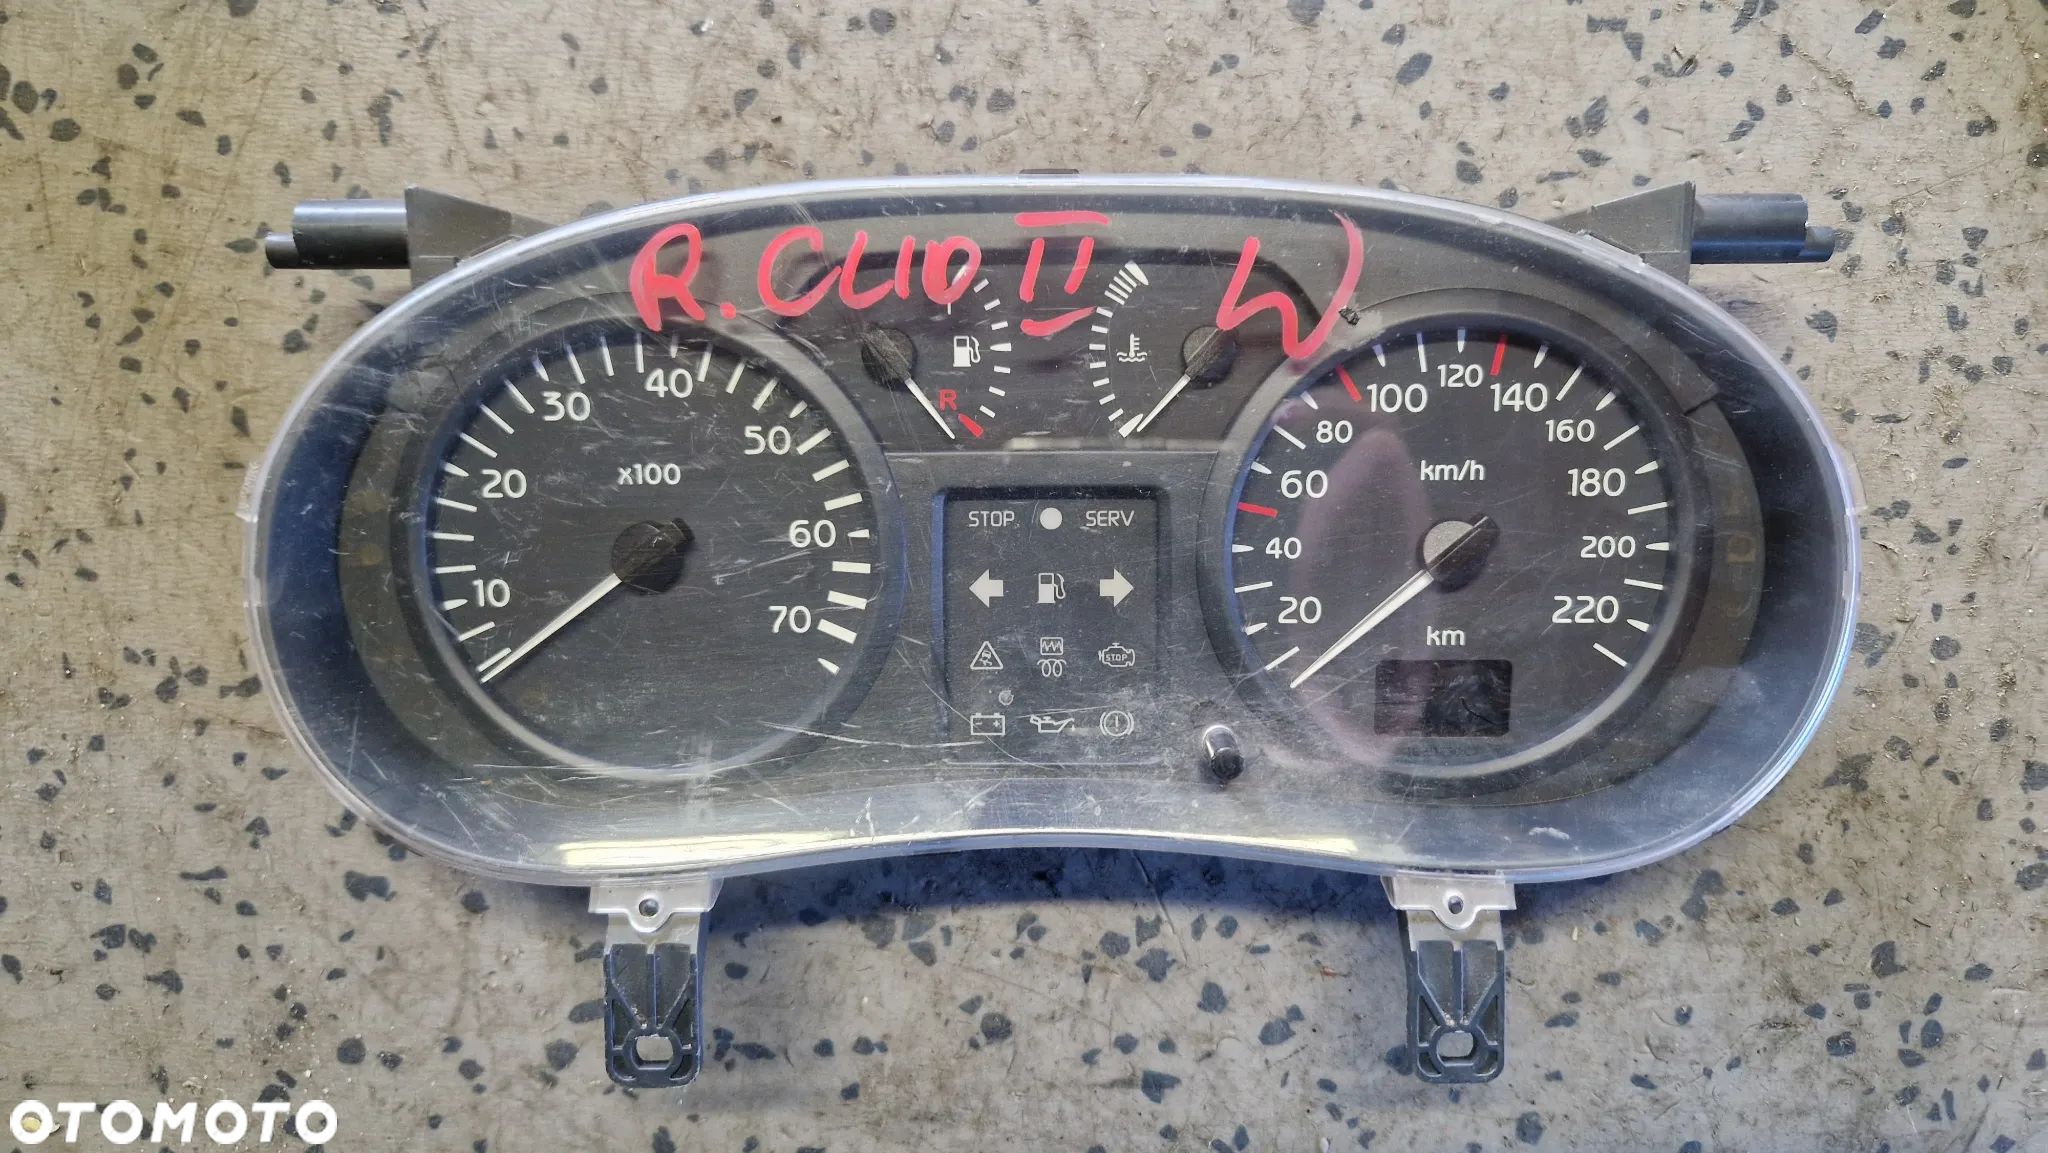 R. CLIO II W
R
10 20 30 40 50 60 70
x100
STOP SERV
STOP
20 40 60 80 100 120 140 160 180 200 220
km/h
km
OTOMOTO